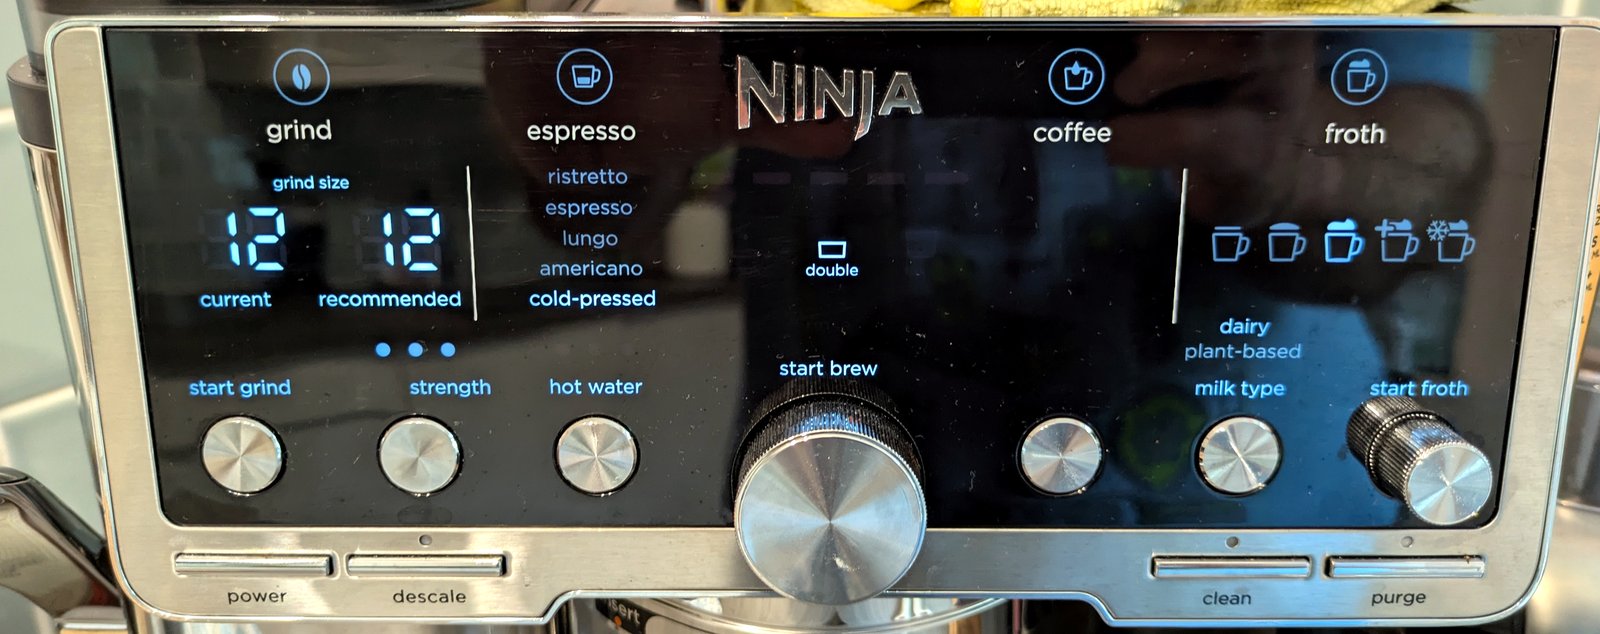 grind
espresso
NINJA
coffee
froth
grind size
12
12
current
recommended
ristretto
espresso
lungo
americano
cold-pressed
double
dairy
plant-based
start grind
strength
hot water
start brew
milk type
start froth
power
descale
clean
purge